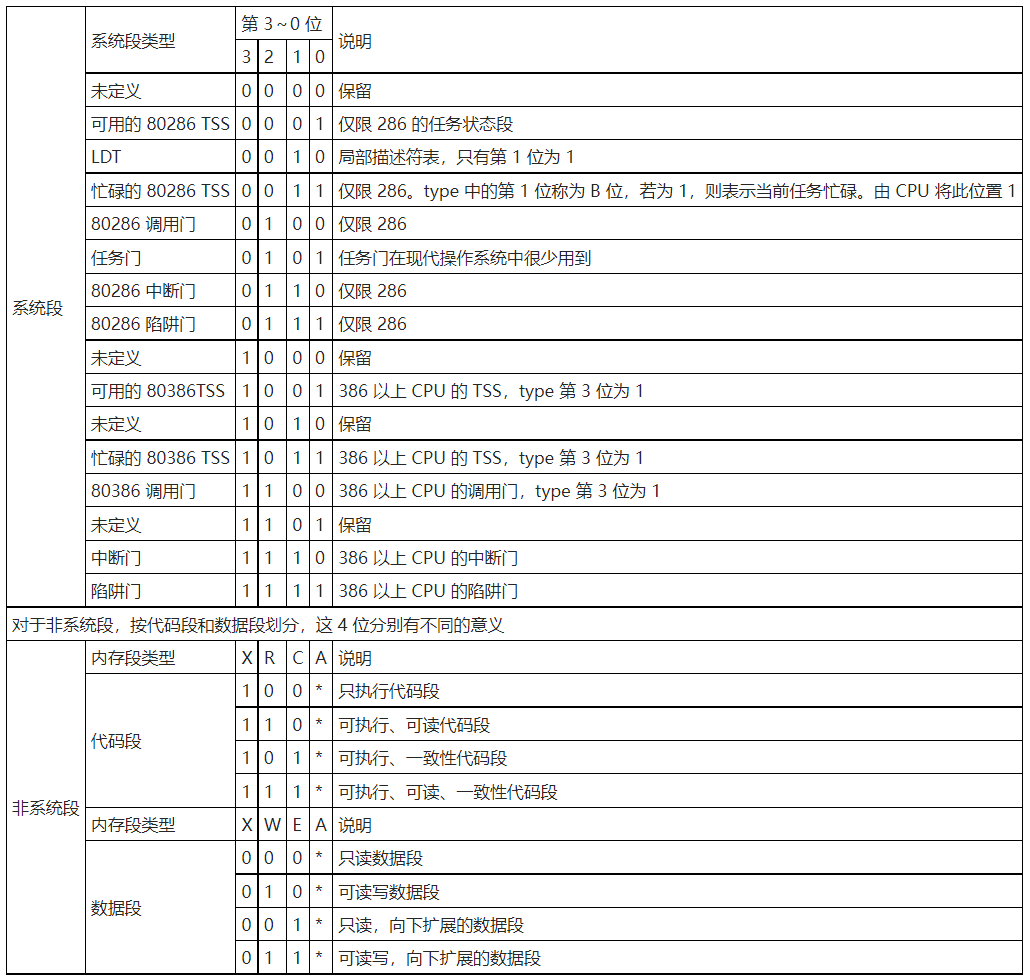 系统段 系统段类型 第 3~0 位 说明
3 2 1 0
未定义 0 0 0 0 保留
可用的 80286 TSS 0 0 0 1 仅限 286 的任务状态段
LDT 0 0 1 0 局部描述符表，只有第 1 位为 1
忙碌的 80286 TSS 0 0 1 1 仅限 286。type 中的第 1 位称为 B 位，若为 1，则表示当前任务忙碌。由 CPU 将此位置 1
80286 调用门 0 1 0 0 仅限 286
任务门 0 1 0 1 任务门在现代操作系统中很少用到
80286 中断门 0 1 1 0 仅限 286
80286 陷阱门 0 1 1 1 仅限 286
未定义 1 0 0 0 保留
可用的 80386TSS 1 0 0 1 386 以上 CPU 的 TSS，type 第 3 位为 1
未定义 1 0 1 0 保留
忙碌的 80386 TSS 1 0 1 1 386 以上 CPU 的 TSS，type 第 3 位为 1
80386 调用门 1 1 0 0 386 以上 CPU 的调用门，type 第 3 位为 1
未定义 1 1 0 1 保留
中断门 1 1 1 0 386 以上 CPU 的中断门
陷阱门 1 1 1 1 386 以上 CPU 的陷阱门
对于非系统段，按代码段和数据段划分，这 4 位分别有不同的意义
非系统段 内存段类型 X R C A 说明
代码段 1 0 0 * 只执行代码段
1 1 0 * 可执行、可读代码段
1 0 1 * 可执行、一致性代码段
1 1 1 * 可执行、可读、一致性代码段
内存段类型 X W E A 说明
数据段 0 0 0 * 只读数据段
0 1 0 * 可读写数据段
0 0 1 * 只读，向下扩展的数据段
0 1 1 * 可读写，向下扩展的数据段